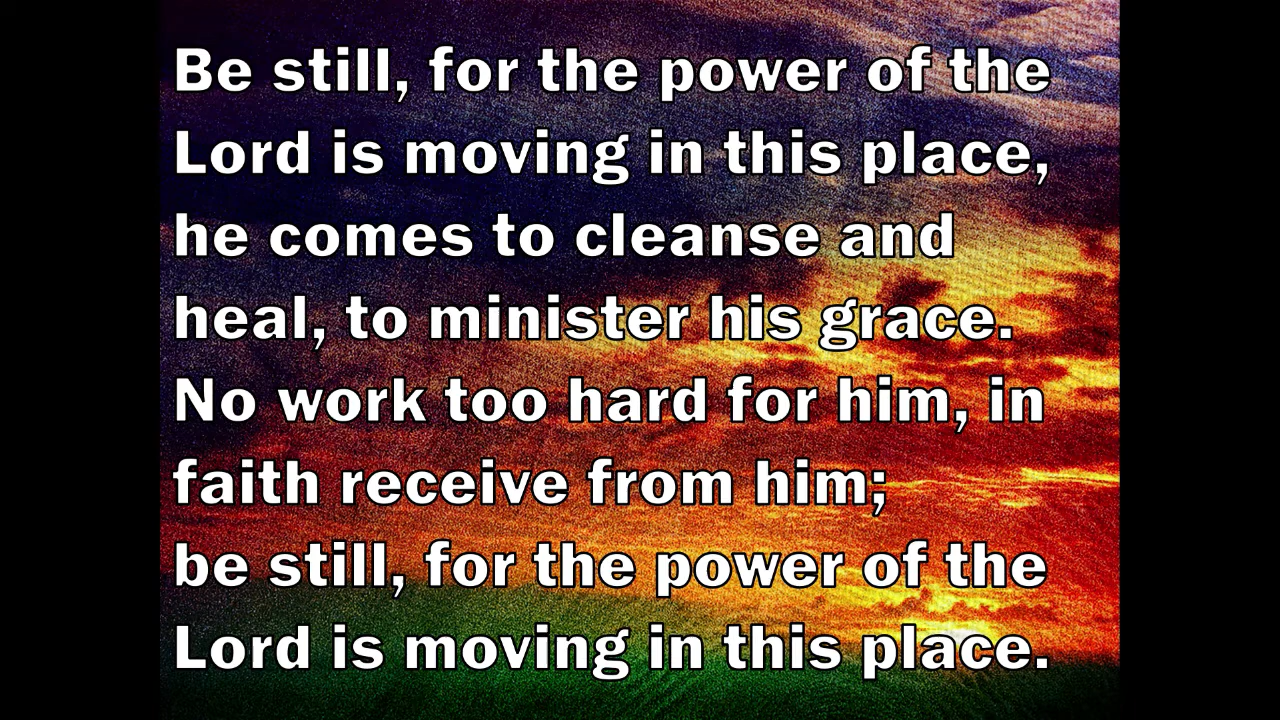 Be still, for the power of the
Lord is moving in this place,
he comes to cleanse and
heal, to minister his grace.
No work too hard for him, in
faith receive from him;
be still, for the power of the
Lord is moving in this place.